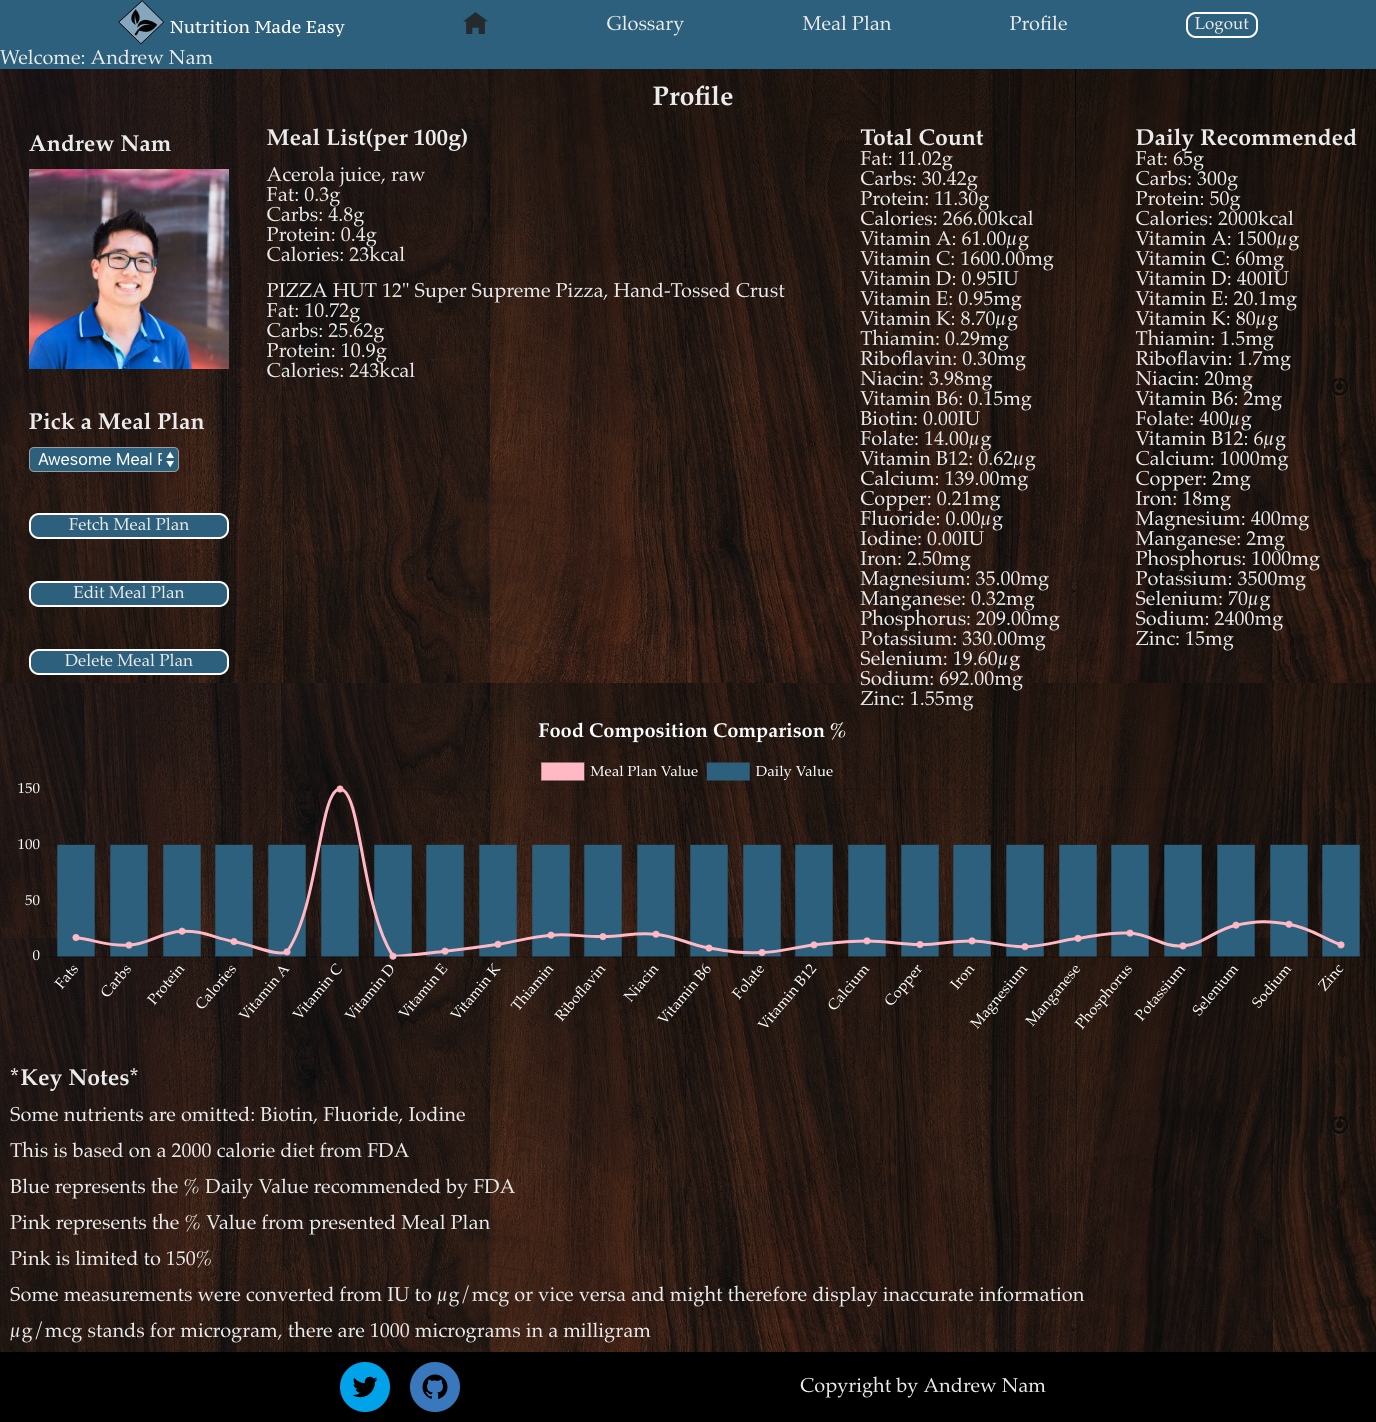 Nutrition Made Easy
Glossary
Meal Plan
Profile
Logout
Welcome: Andrew Nam
Profile
Andrew Nam
Pick a Meal Plan
Awesome Meal
Fetch Meal Plan
Edit Meal Plan
Delete Meal Plan
Meal List(per 100g)
Acerola juice, raw
Fat: 0.3g
Carbs: 4.8g
Protein: 0.4g
Calories: 23kcal
PIZZA HUT 12" Super Supreme Pizza, Hand-Tossed Crust
Fat: 10.72g
Carbs: 25.62g
Protein: 10.9g
Calories: 243kcal
Total Count
Fat: 11.02g
Carbs: 30.42g
Protein: 11.30g
Calories: 266.00kcal
Vitamin A: 61.00µg
Vitamin C: 1600.00mg
Vitamin D: 0.95IU
Vitamin E: 0.95mg
Vitamin K: 8.70µg
Thiamin: 0.29mg
Riboflavin: 0.30mg
Niacin: 3.98mg
Vitamin B6: 0.15mg
Biotin: 0.00IU
Folate: 14.00µg
Vitamin B12: 0.62µg
Calcium: 139.00mg
Copper: 0.21mg
Fluoride: 0.00µg
Iodine: 0.00IU
Iron: 2.50mg
Magnesium: 35.00mg
Manganese: 0.32mg
Phosphorus: 209.00mg
Potassium: 330.00mg
Selenium: 19.60µg
Sodium: 692.00mg
Zinc: 1.55mg
Daily Recommended
Fat: 65g
Carbs: 300g
Protein: 50g
Calories: 2000kcal
Vitamin A: 1500µg
Vitamin C: 60mg
Vitamin D: 400IU
Vitamin E: 20.1mg
Vitamin K: 80µg
Thiamin: 1.5mg
Riboflavin: 1.7mg
Niacin: 20mg
Vitamin B6: 2mg
Folate: 400µg
Vitamin B12: 6µg
Calcium: 1000mg
Copper: 2mg
Iron: 18mg
Magnesium: 400mg
Manganese: 2mg
Phosphorus: 1000mg
Potassium: 3500mg
Selenium: 70µg
Sodium: 2400mg
Zinc: 15mg
Food Composition Comparison %
Meal Plan Value
Daily Value
150
100
50
0
Fats
Carbs
Protein
Calories
Vitamin A
Vitamin C
Vitamin D
Vitamin E
Vitamin K
Thiamin
Riboflavin
Niacin
Vitamin B6
Folate
Vitamin B12
Calcium
Copper
Iron
Magnesium
Manganese
Phosphorus
Potassium
Selenium
Sodium
Zinc
*Key Notes*
Some nutrients are omitted: Biotin, Fluoride, Iodine
This is based on a 2000 calorie diet from FDA
Blue represents the % Daily Value recommended by FDA
Pink represents the % Value from presented Meal Plan
Pink is limited to 150%
Some measurements were converted from IU to µg/mcg or vice versa and might therefore display inaccurate information
µg/mcg stands for microgram, there are 1000 micrograms in a milligram
Copyright by Andrew Nam